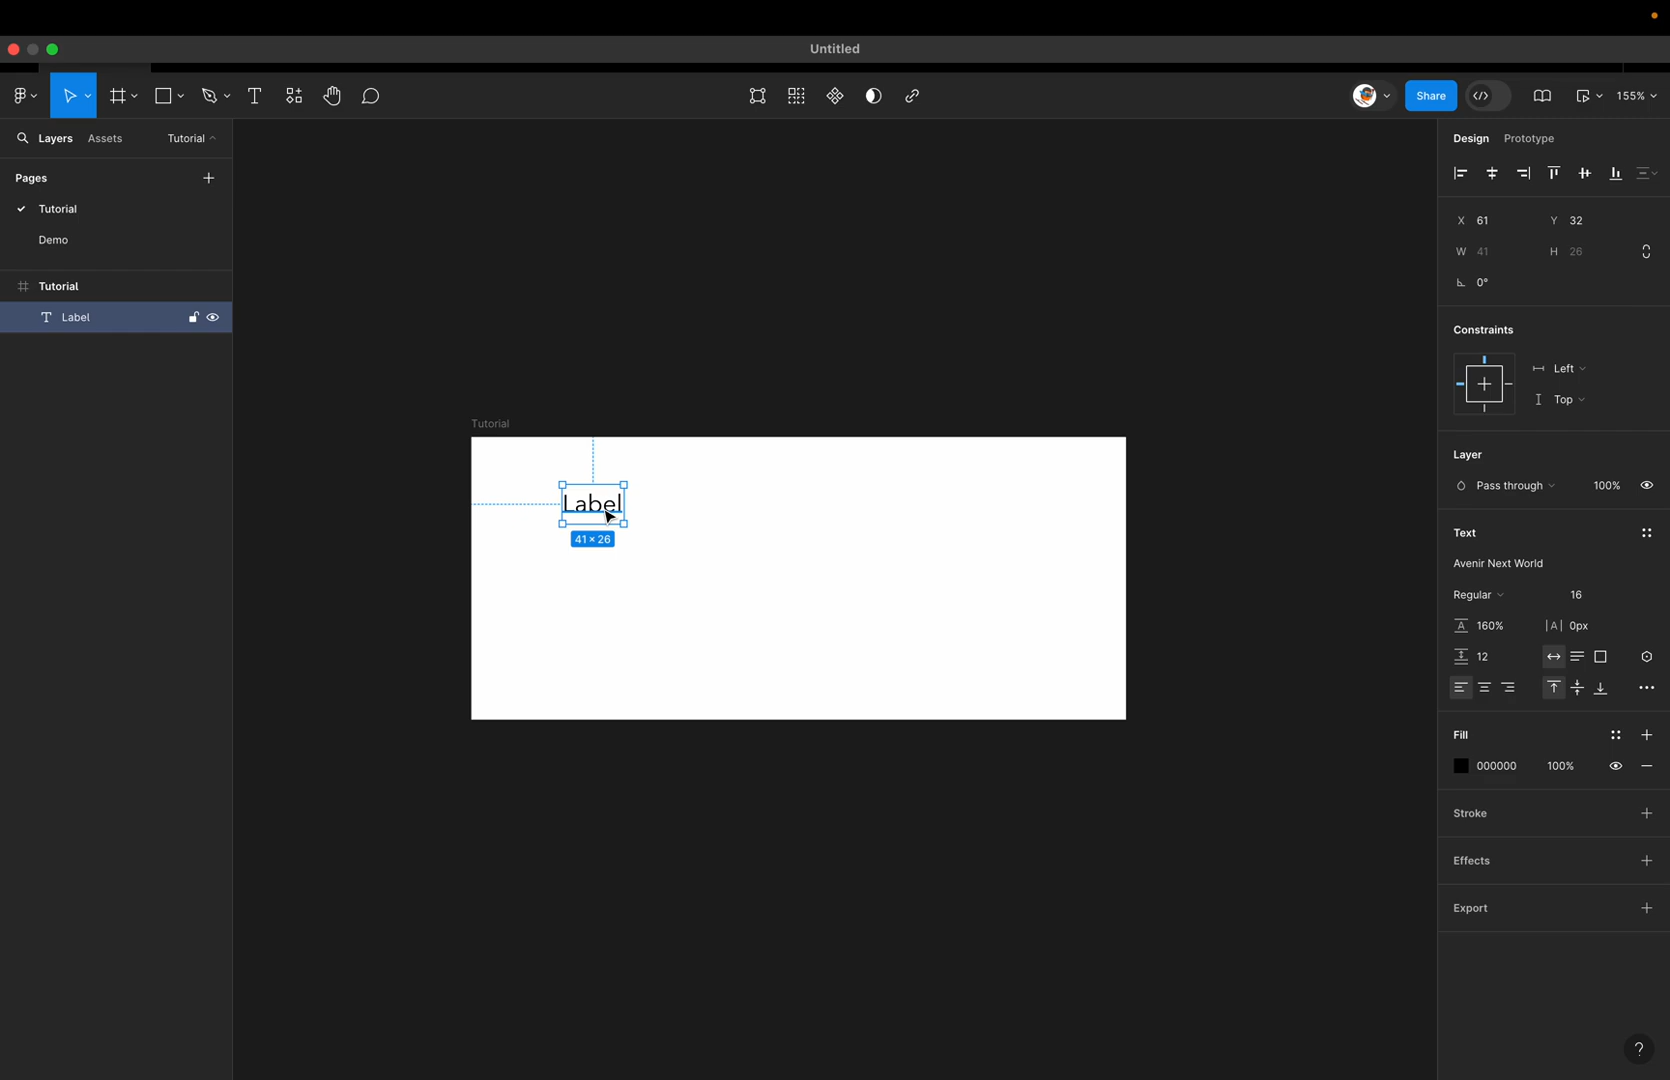 Untitled
Share
155%
Layers
Assets
Tutorial
Pages
Tutorial
Demo
Tutorial
Label
Tutorial
Label
41 × 26
Design
Prototype
X 61
Y 32
W 41
H 26
0°
Constraints
Left
Top
Layer
Pass through
100%
Text
Avenir Next World
Regular
16
A 160%
|A| 0px
12
Fill
000000
100%
Stroke
Effects
Export
?